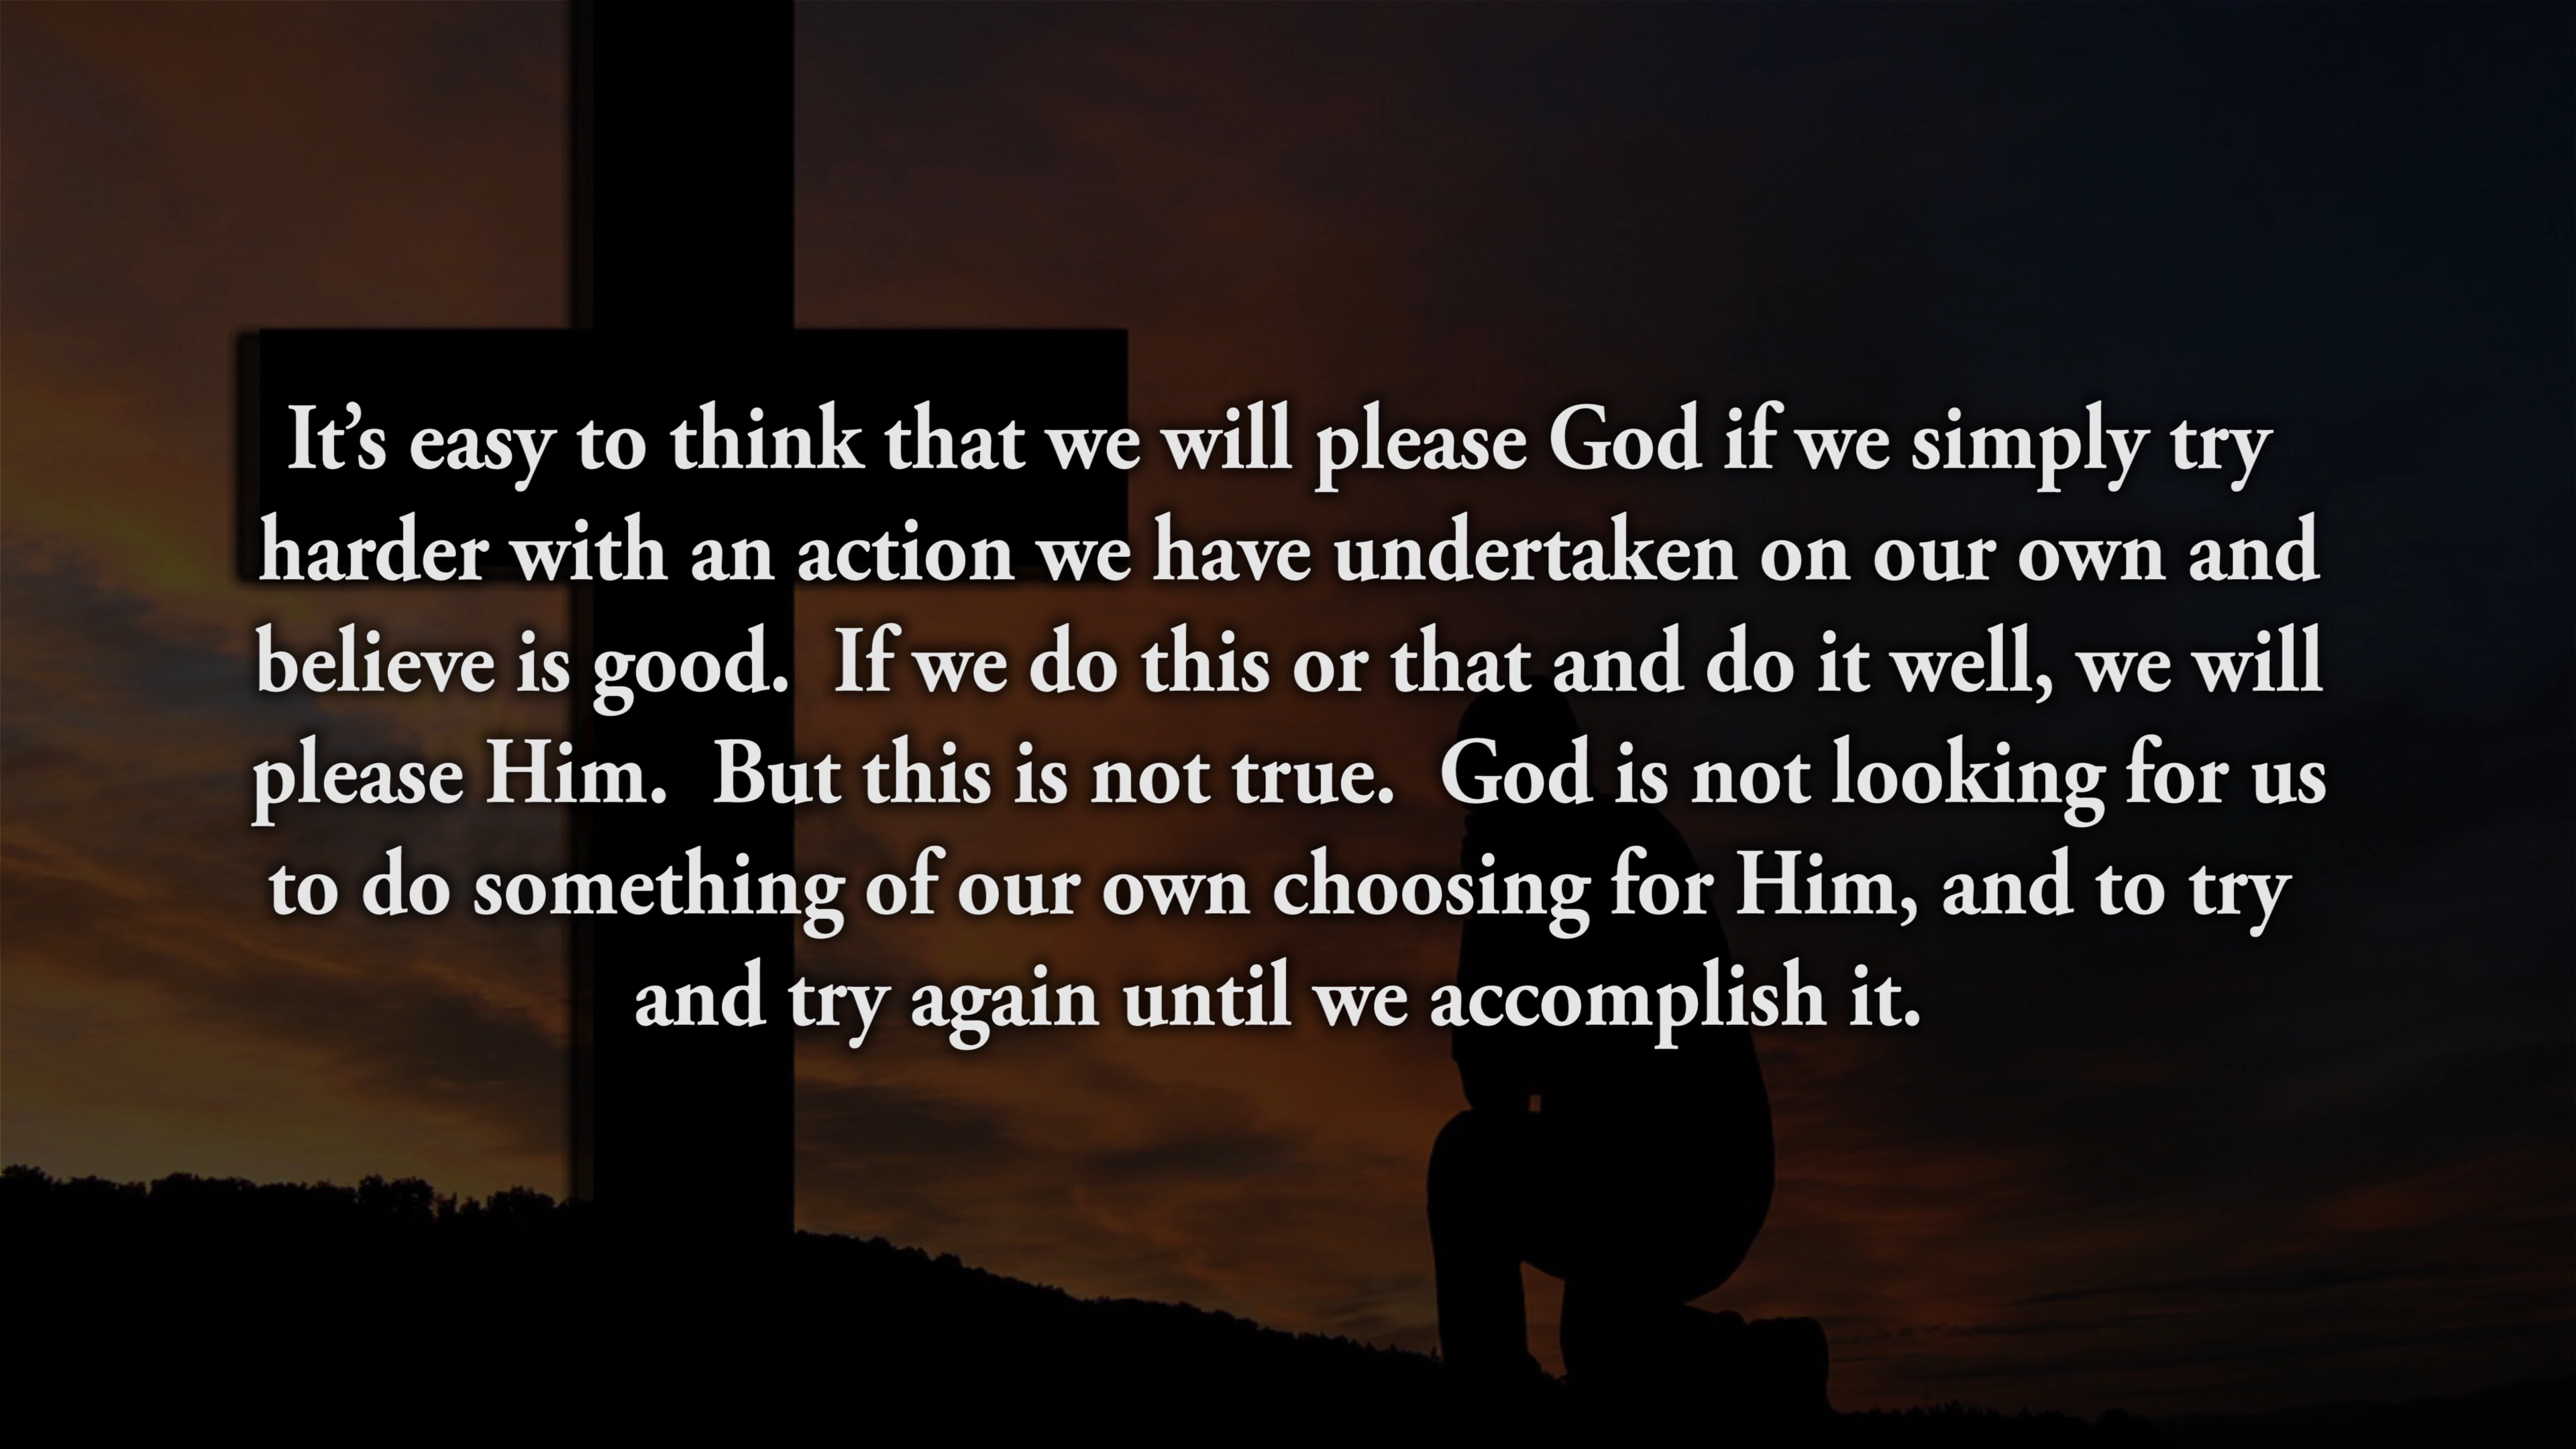 It’s easy to think that we will please God if we simply try
harder with an action we have undertaken on our own and
believe is good.  If we do this or that and do it well, we will
please Him.  But this is not true.  God is not looking for us
to do something of our own choosing for Him, and to try
and try again until we accomplish it.